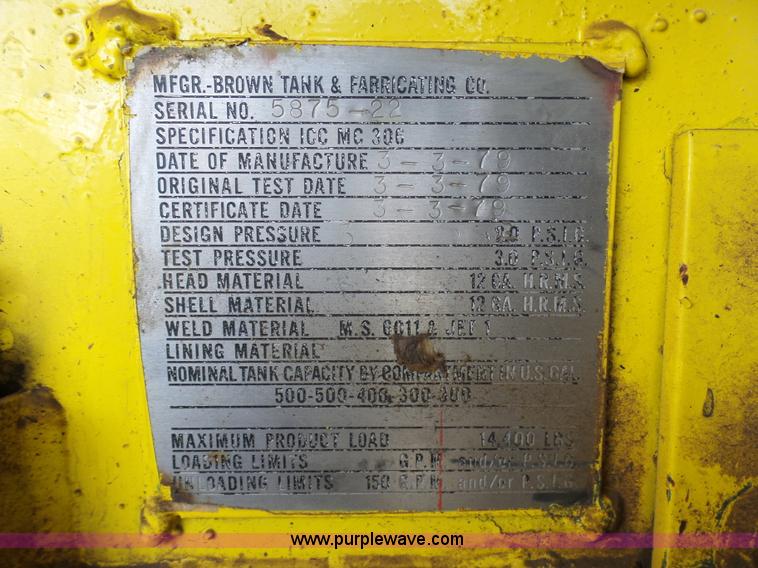 MFGR.-BROWN TANK & FABRICATING CO.
SERIAL NO. 5875-22
SPECIFICATION ICC MC 306
DATE OF MANUFACTURE 3-3-79
ORIGINAL TEST DATE 3-3-79
CERTIFICATE DATE 3-3-79
DESIGN PRESSURE 3.0 P.S.I.G.
TEST PRESSURE 3.0 P.S.I.G.
HEAD MATERIAL 12 GA. H.R.M.S.
SHELL MATERIAL 12 GA. H.R.M.S.
WELD MATERIAL M.S. 6011 & JET 1
LINING MATERIAL
NOMINAL TANK CAPACITY BY COMPARTMENT IN U.S. GAL.
500-500-400-300-300
MAXIMUM PRODUCT LOAD 14,400 LBS
LOADING LIMITS G.P.M and/or P.S.I.G.
UNLOADING LIMITS 150 G.P.M and/or P.S.I.G.
www.purplewave.com